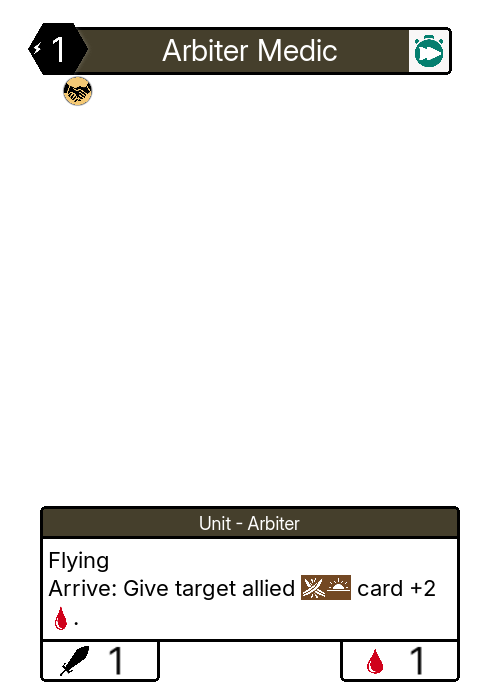 1 Arbiter Medic
Unit - Arbiter
Flying
Arrive: Give target allied card +2
.
1 1